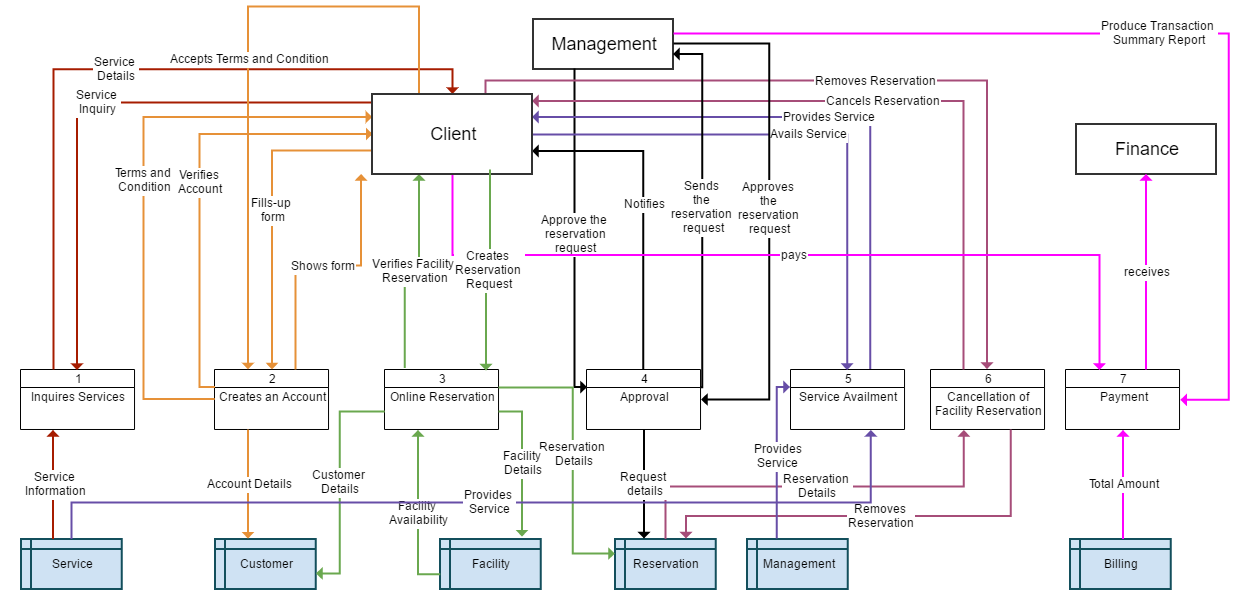 Produce Transaction
Summary Report
Management
Accepts Terms and Condition
Service
Details
Removes Reservation
Service
Inquiry
Cancels Reservation
Provides Service
Client
Avails Service
Finance
Terms and
Condition
Verifies
Account
Fills-up
form
Notifies
Sends
the
reservation
request
Approves
the
reservation
request
Approve the
reservation
request
Shows form
Verifies Facility
Reservation
Creates
Reservation
Request
pays
receives
1
Inquires Services
2
Creates an Account
3
Online Reservation
4
Approval
5
Service Availment
6
Cancellation of
Facility Reservation
7
Payment
Service
Information
Account Details
Customer
Details
Facility
Details
Reservation
Details
Request
details
Provides
Service
Reservation
Details
Total Amount
Facility
Availability
Provides
Service
Removes
Reservation
Service
Customer
Facility
Reservation
Management
Billing